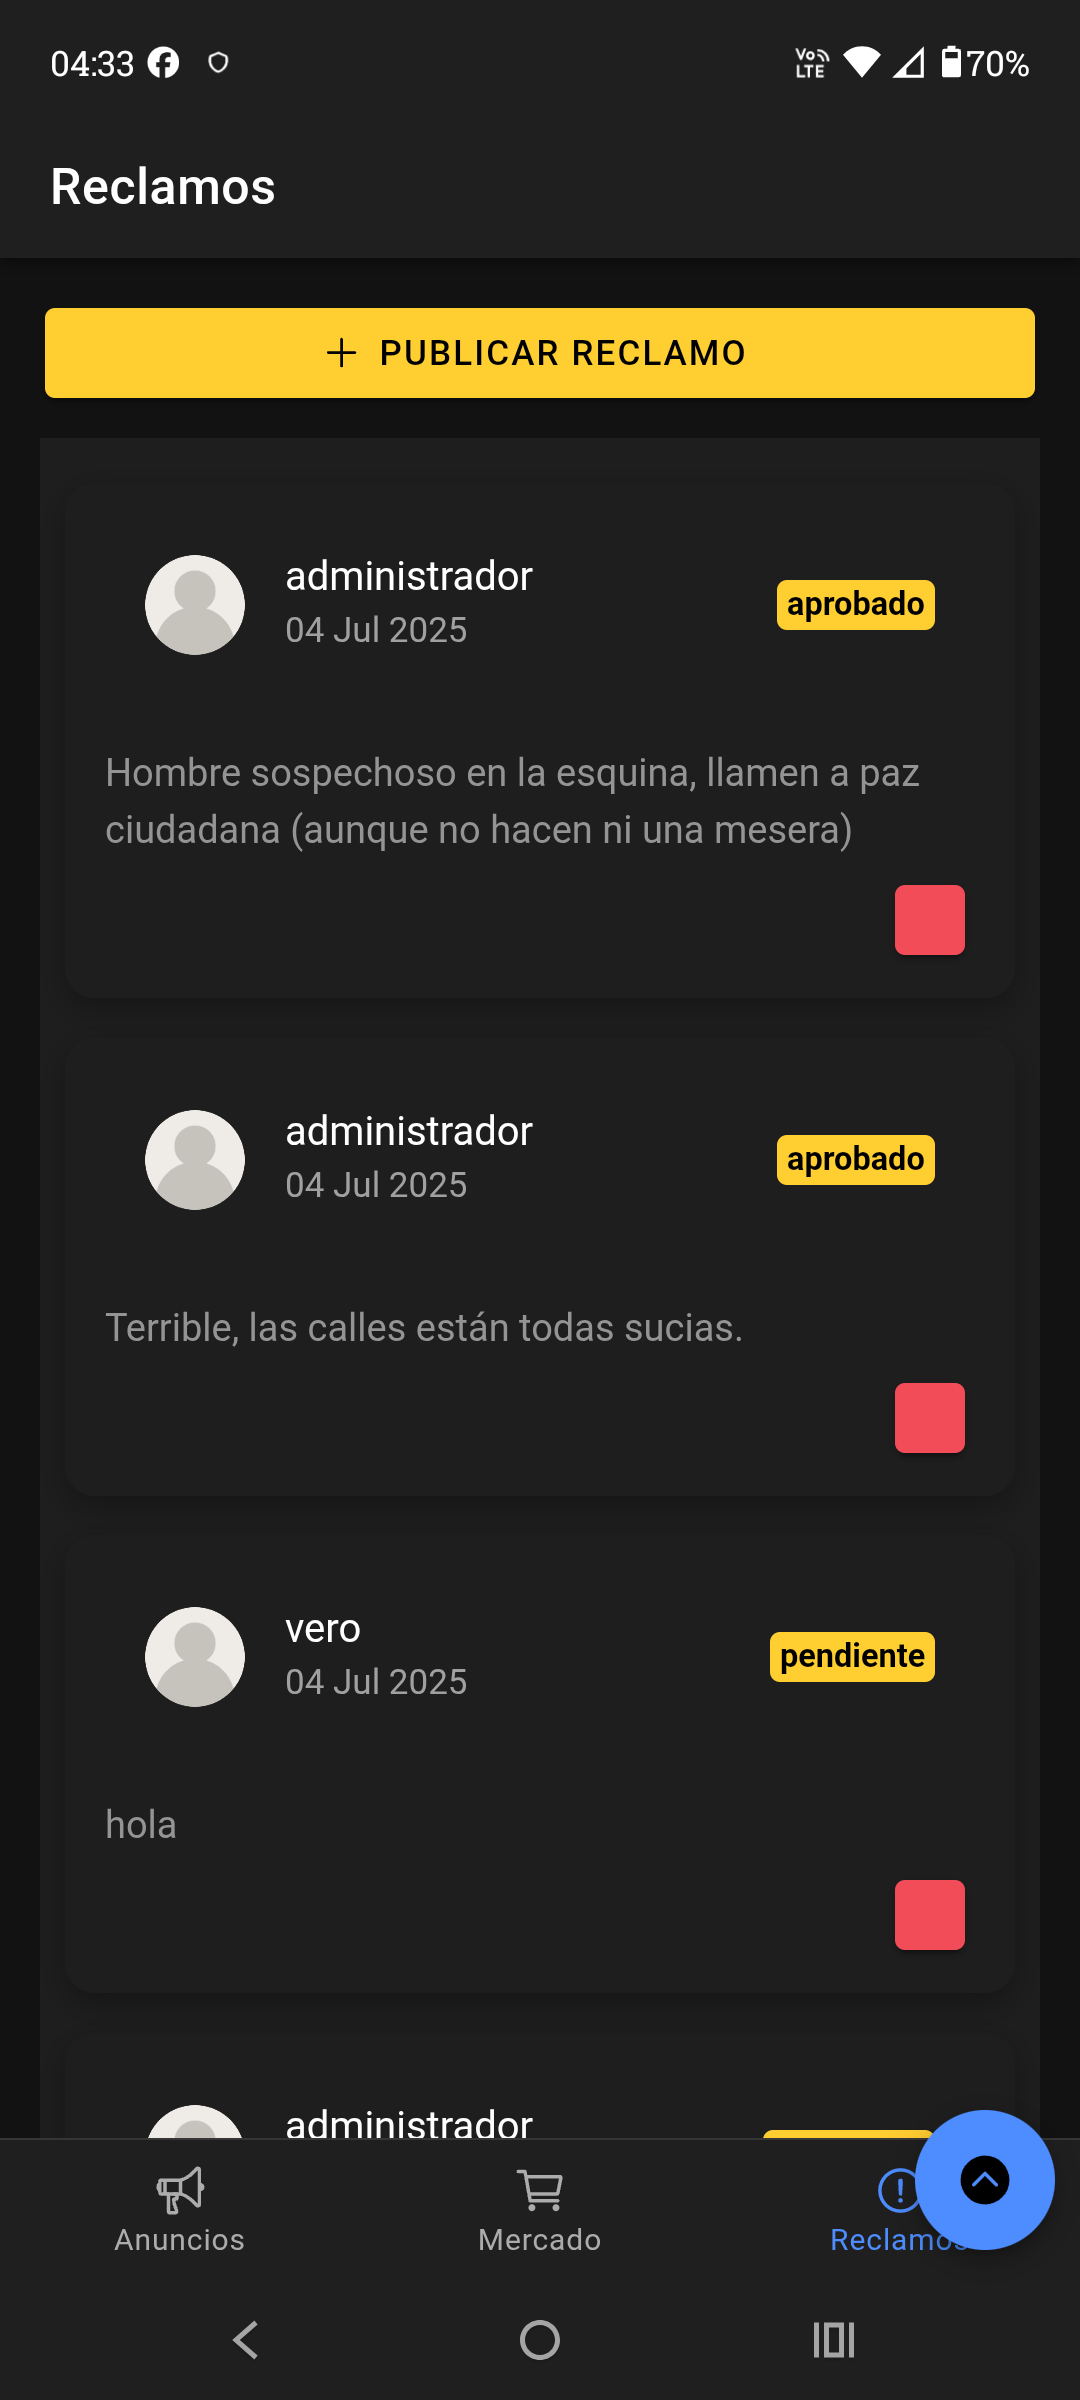 04:33
VoLTE 70%
Reclamos
PUBLICAR RECLAMO
administrador
04 Jul 2025
aprobado
Hombre sospechoso en la esquina, llamen a paz
ciudadana (aunque no hacen ni una mesera)
administrador
04 Jul 2025
aprobado
Terrible, las calles están todas sucias.
vero
04 Jul 2025
pendiente
hola
administrador
Anuncios
Mercado
Reclamos